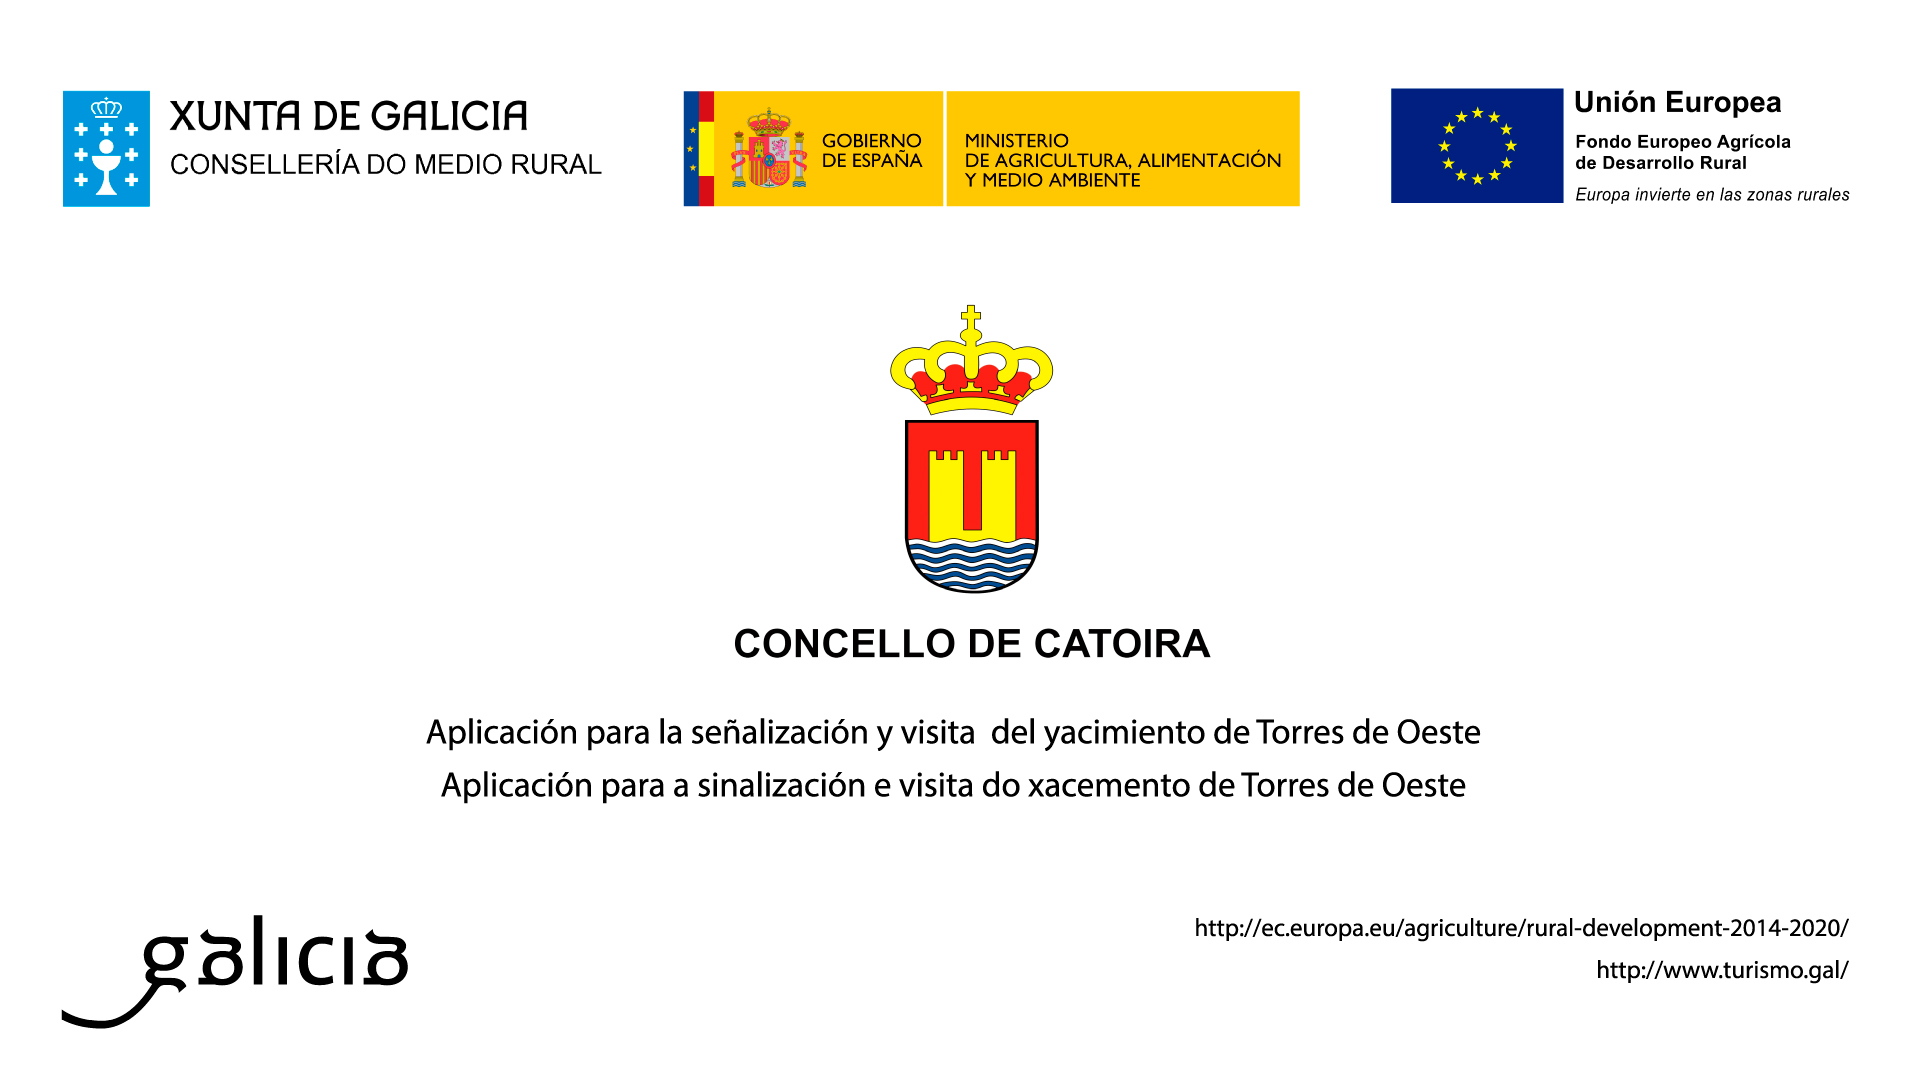 XUNTA DE GALICIA
CONSELLERÍA DO MEDIO RURAL
GOBIERNO
DE ESPAÑA
MINISTERIO
DE AGRICULTURA, ALIMENTACIÓN
Y MEDIO AMBIENTE
Unión Europea
Fondo Europeo Agrícola
de Desarrollo Rural
Europa invierte en las zonas rurales
CONCELLO DE CATOIRA
Aplicación para la señalización y visita del yacimiento de Torres de Oeste
Aplicación para a sinalización e visita do xacemento de Torres de Oeste
galicia
http://ec.europa.eu/agriculture/rural-development-2014-2020/
http://www.turismo.gal/